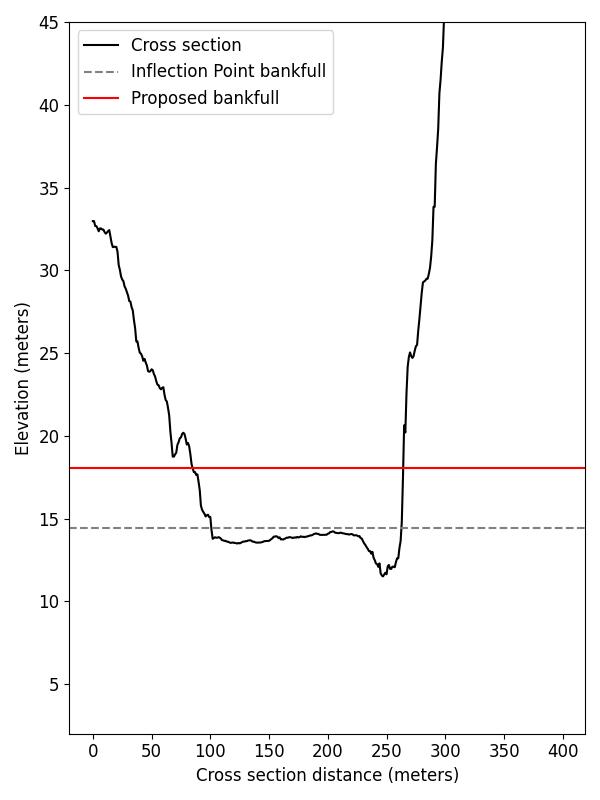 45
40
35
30
25
20
15
10
5
Elevation (meters)
Cross section
Inflection Point bankfull
Proposed bankfull
0 50 100 150 200 250 300 350 400
Cross section distance (meters)